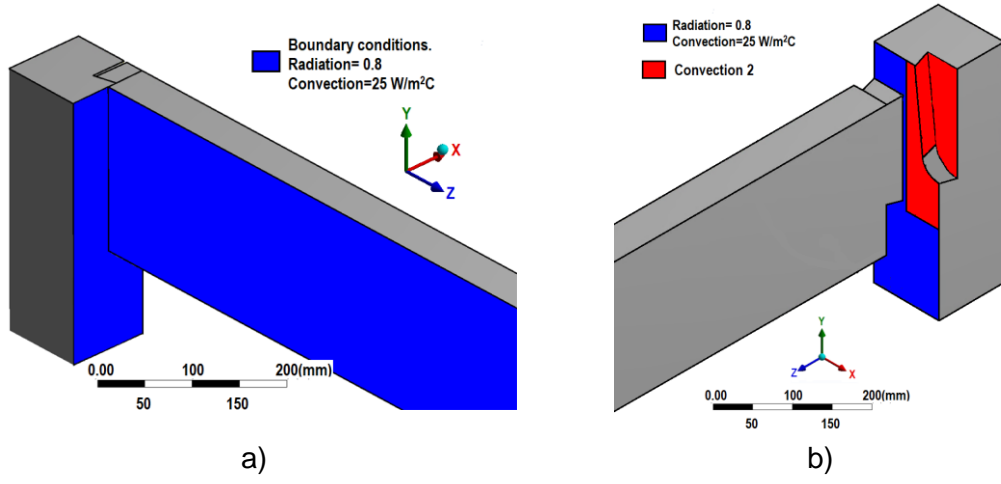 Boundary conditions.
Radiation= 0.8
Convection=25 W/m²C
Y
X
Z
0.00 100 200(mm)
50 150
a)
Radiation= 0.8
Convection=25 W/m²C
Convection 2
Y
Z X
0.00 100 200(mm)
50 150
b)